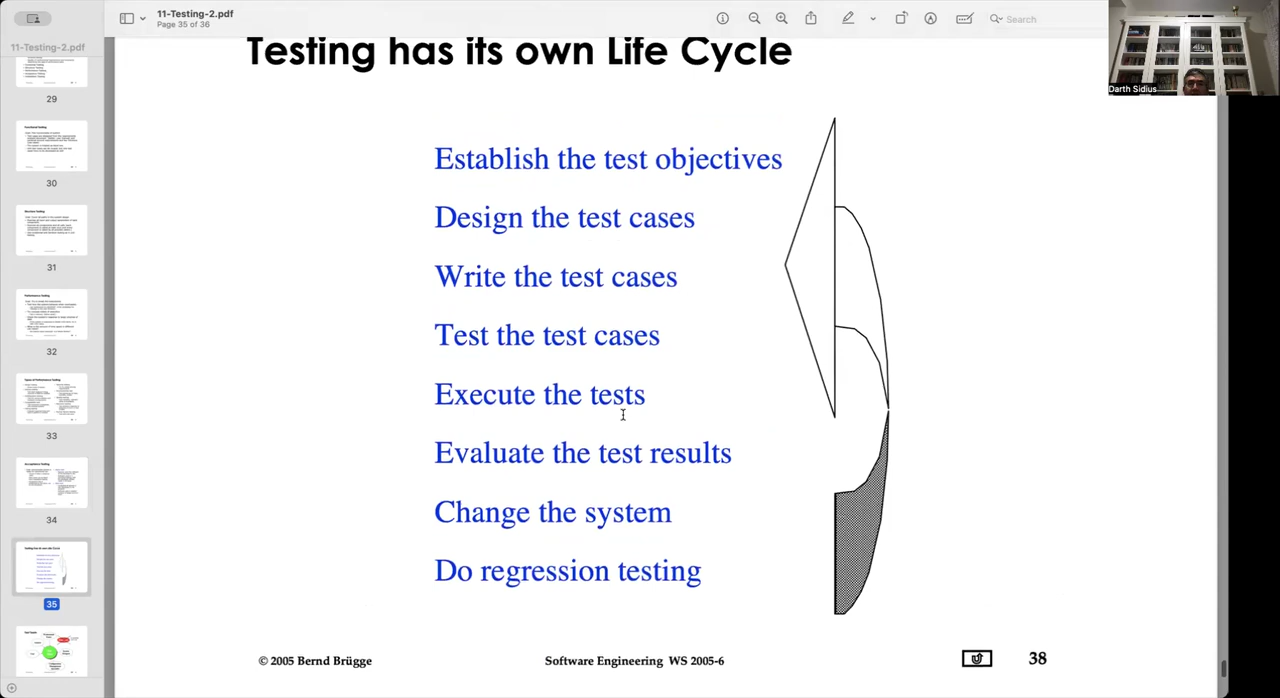 11-Testing-2.pdf
Page 35 of 36
Search
Darth Sidius
11-Testing-2.pdf
29
30
31
32
33
34
35
Testing has its own Life Cycle
Establish the test objectives
Design the test cases
Write the test cases
Test the test cases
Execute the tests
Evaluate the test results
Change the system
Do regression testing
© 2005 Bernd Brügge
Software Engineering WS 2005-6
38